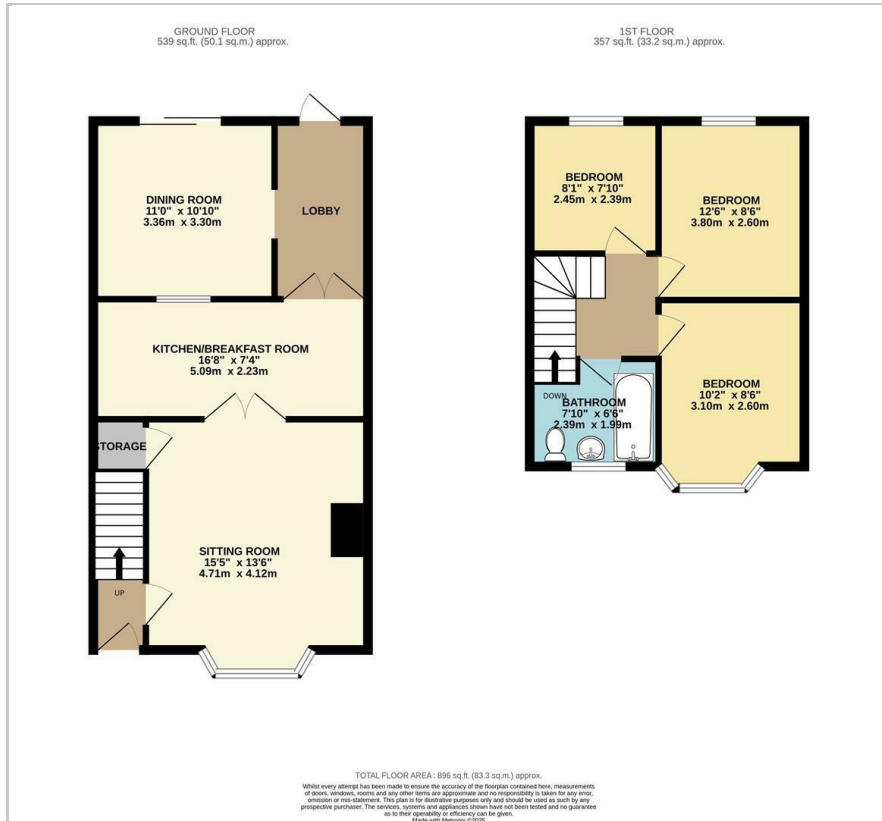 GROUND FLOOR
539 sq.ft. (50.1 sq.m.) approx.
1ST FLOOR
357 sq.ft. (33.2 sq.m.) approx.
DINING ROOM
11'0" x 10'10"
3.36m x 3.30m
LOBBY
KITCHEN/BREAKFAST ROOM
16'8" x 7'4"
5.09m x 2.23m
STORAGE
SITTING ROOM
15'5" x 13'6"
4.71m x 4.12m
UP
BEDROOM
8'1" x 7'10"
2.45m x 2.39m
BEDROOM
12'6" x 8'6"
3.80m x 2.60m
BEDROOM
10'2" x 8'6"
3.10m x 2.60m
DOWN
BATHROOM
7'10" x 6'6"
2.39m x 1.99m
TOTAL FLOOR AREA : 896 sq.ft. (83.3 sq.m.) approx.
Whilst every attempt has been made to ensure the accuracy of the floorplan contained here, measurements
of doors, windows, rooms and any other items are approximate and no responsibility is taken for any error,
omission or mis-statement. This plan is for illustrative purposes only and should be used as such by any
prospective purchaser. The services, systems and appliances shown have not been tested and no guarantee
as to their operability or efficiency can be given.
Made with Metropix ©2025